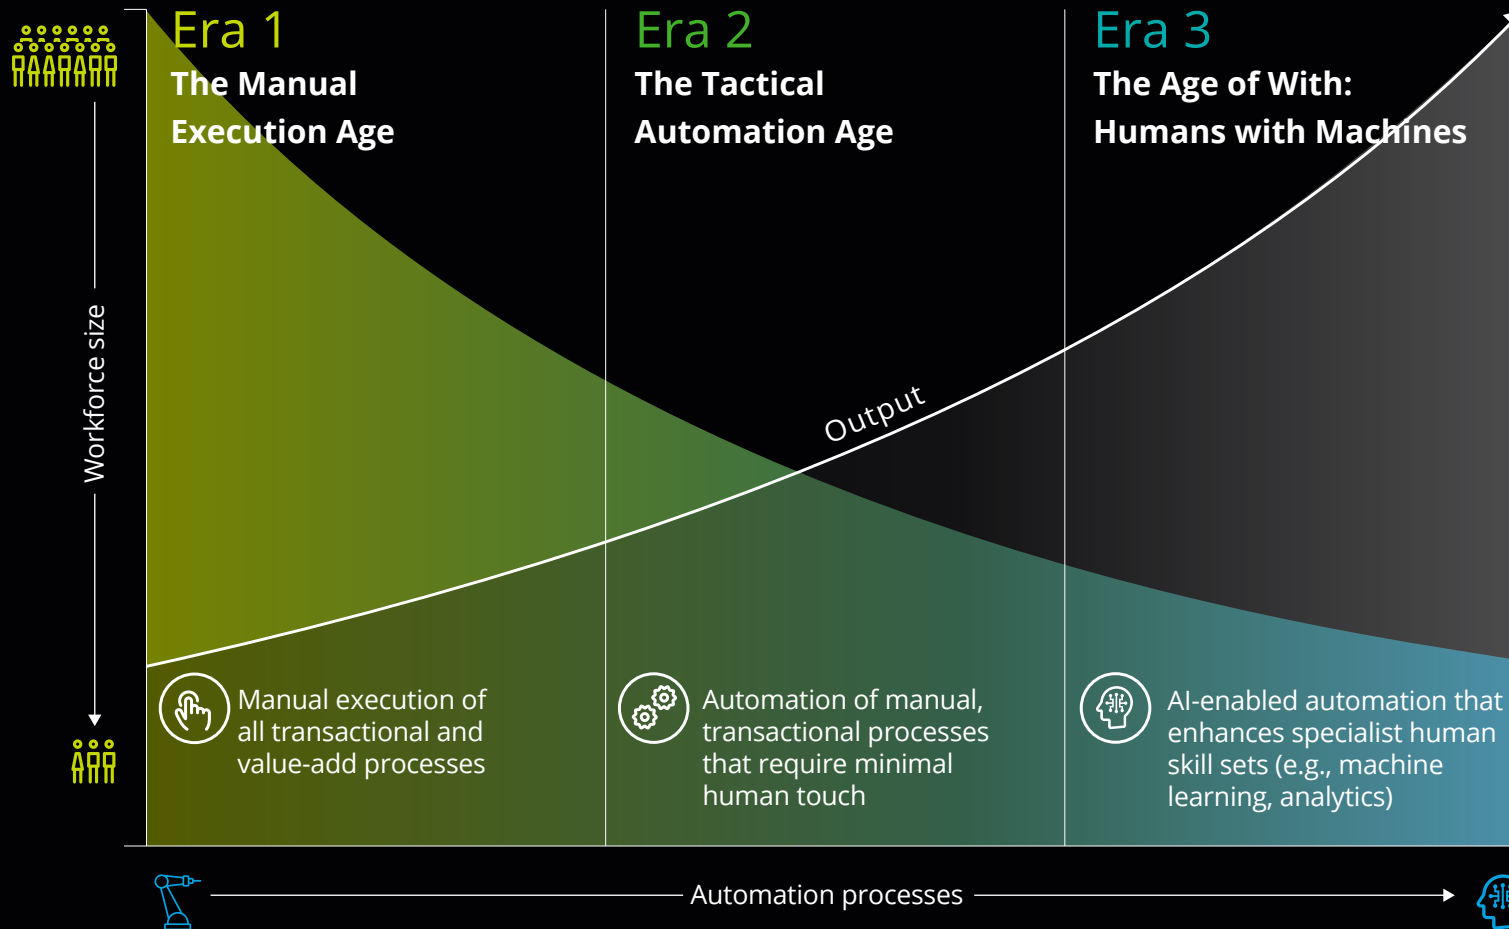 Era 1
The Manual
Execution Age
Era 2
The Tactical
Automation Age
Era 3
The Age of With:
Humans with Machines
Workforce size
Output
Manual execution of
all transactional and
value-add processes
Automation of manual,
transactional processes
that require minimal
human touch
AI-enabled automation that
enhances specialist human
skill sets (e.g., machine
learning, analytics)
Automation processes